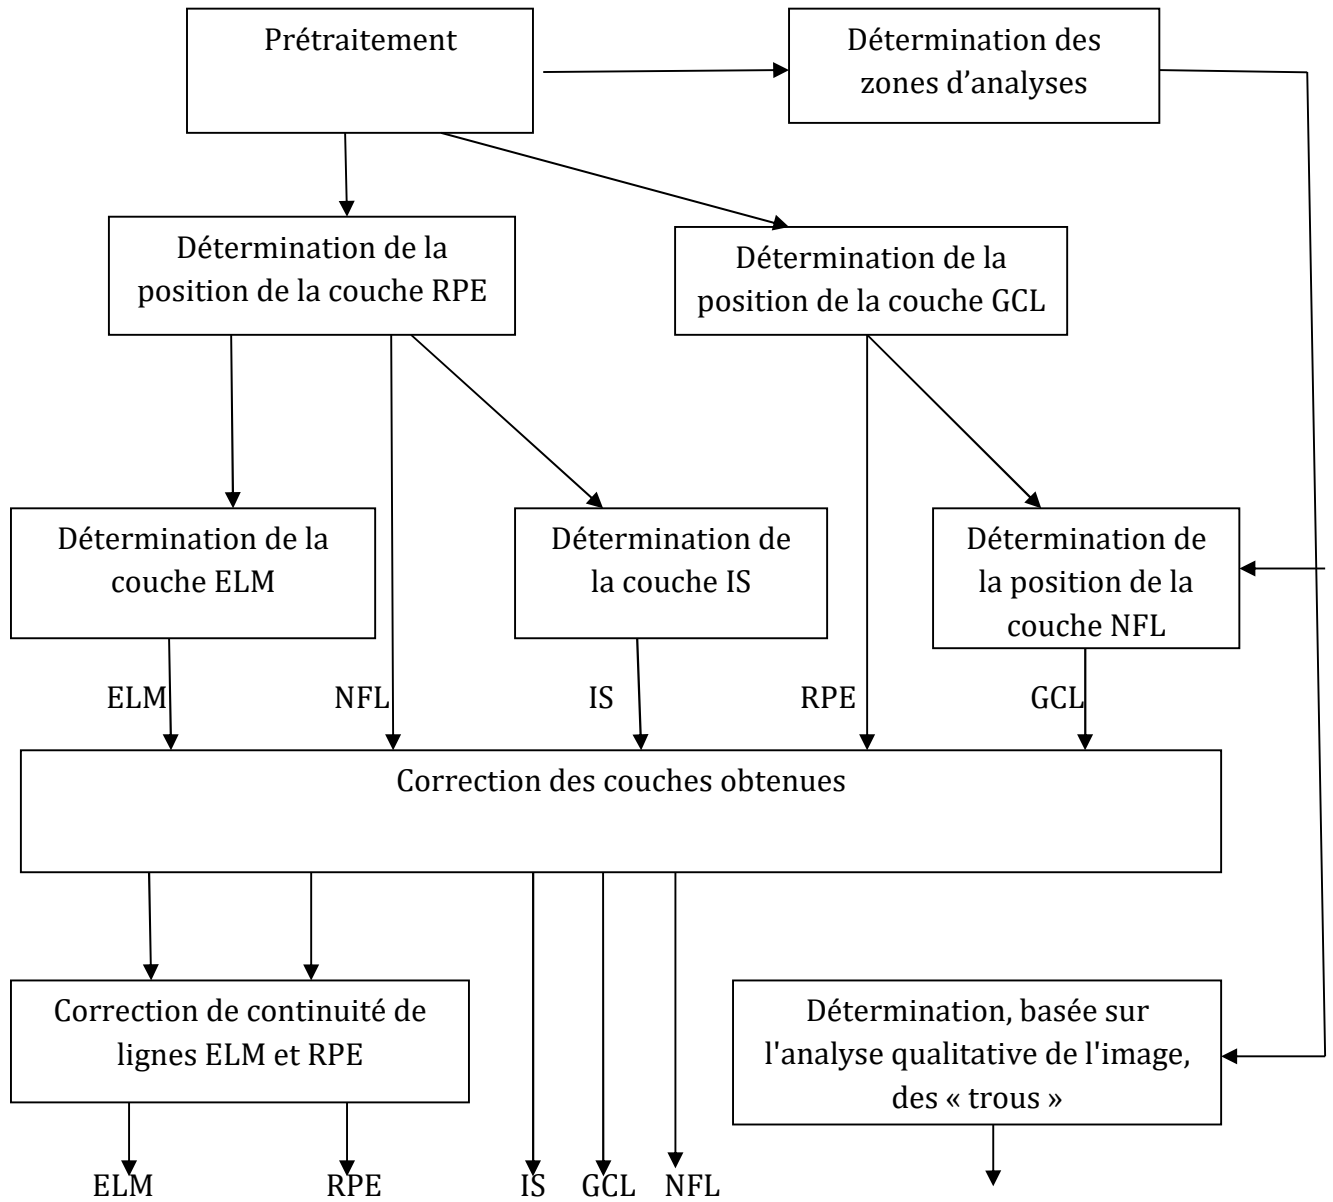 Prétraitement
Détermination des
zones d’analyses
Détermination de la
position de la couche RPE
Détermination de la
position de la couche GCL
Détermination de la
couche ELM
Détermination de
la couche IS
Détermination de
la position de la
couche NFL
ELM
NFL
IS
RPE
GCL
Correction des couches obtenues
Correction de continuité de
lignes ELM et RPE
Détermination, basée sur
l'analyse qualitative de l'image,
des « trous »
ELM
RPE
IS
GCL
NFL